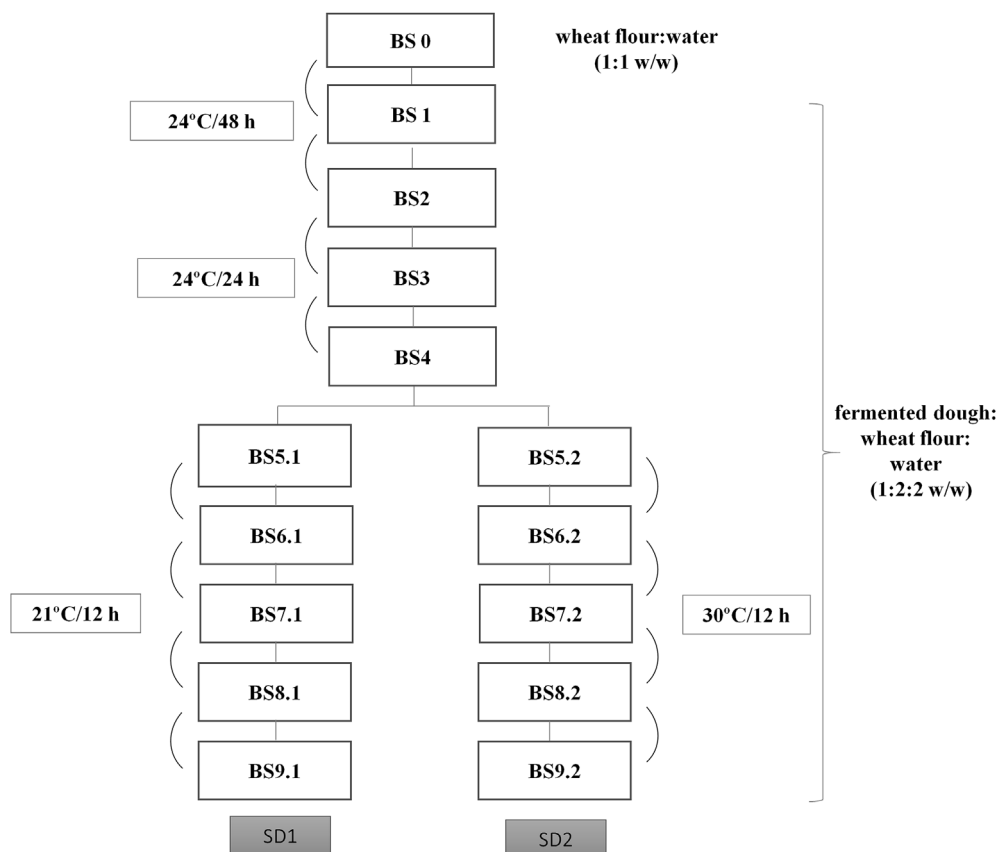 BS 0
wheat flour:water
(1:1 w/w)
BS 1
24ºC/48 h
BS2
24ºC/24 h
BS3
BS4
fermented dough:
wheat flour:
water
(1:2:2 w/w)
BS5.1
BS5.2
BS6.1
BS6.2
21ºC/12 h
BS7.1
BS7.2
30ºC/12 h
BS8.1
BS8.2
BS9.1
BS9.2
SD1
SD2